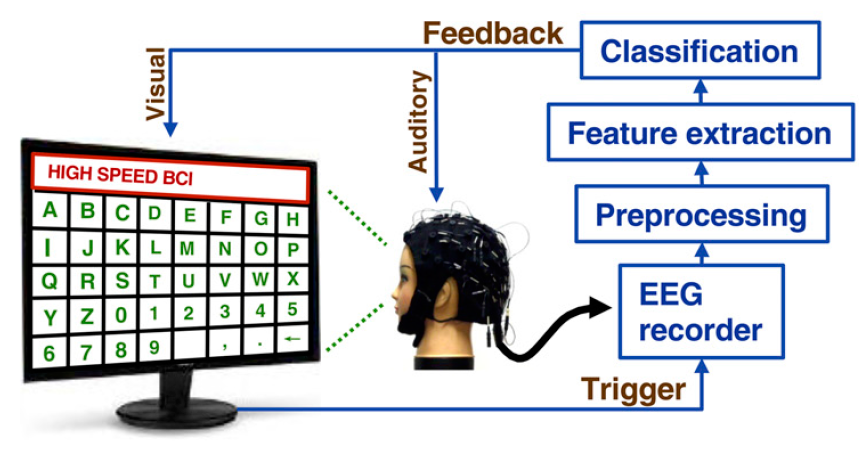 Feedback
Classification
Visual
Auditory
Feature extraction
Preprocessing
EEG
recorder
Trigger
HIGH SPEED BCI
A B C D E F G H
I J K L M N O P
Q R S T U V W X
Y Z 0 1 2 3 4 5
6 7 8 9 , . ←